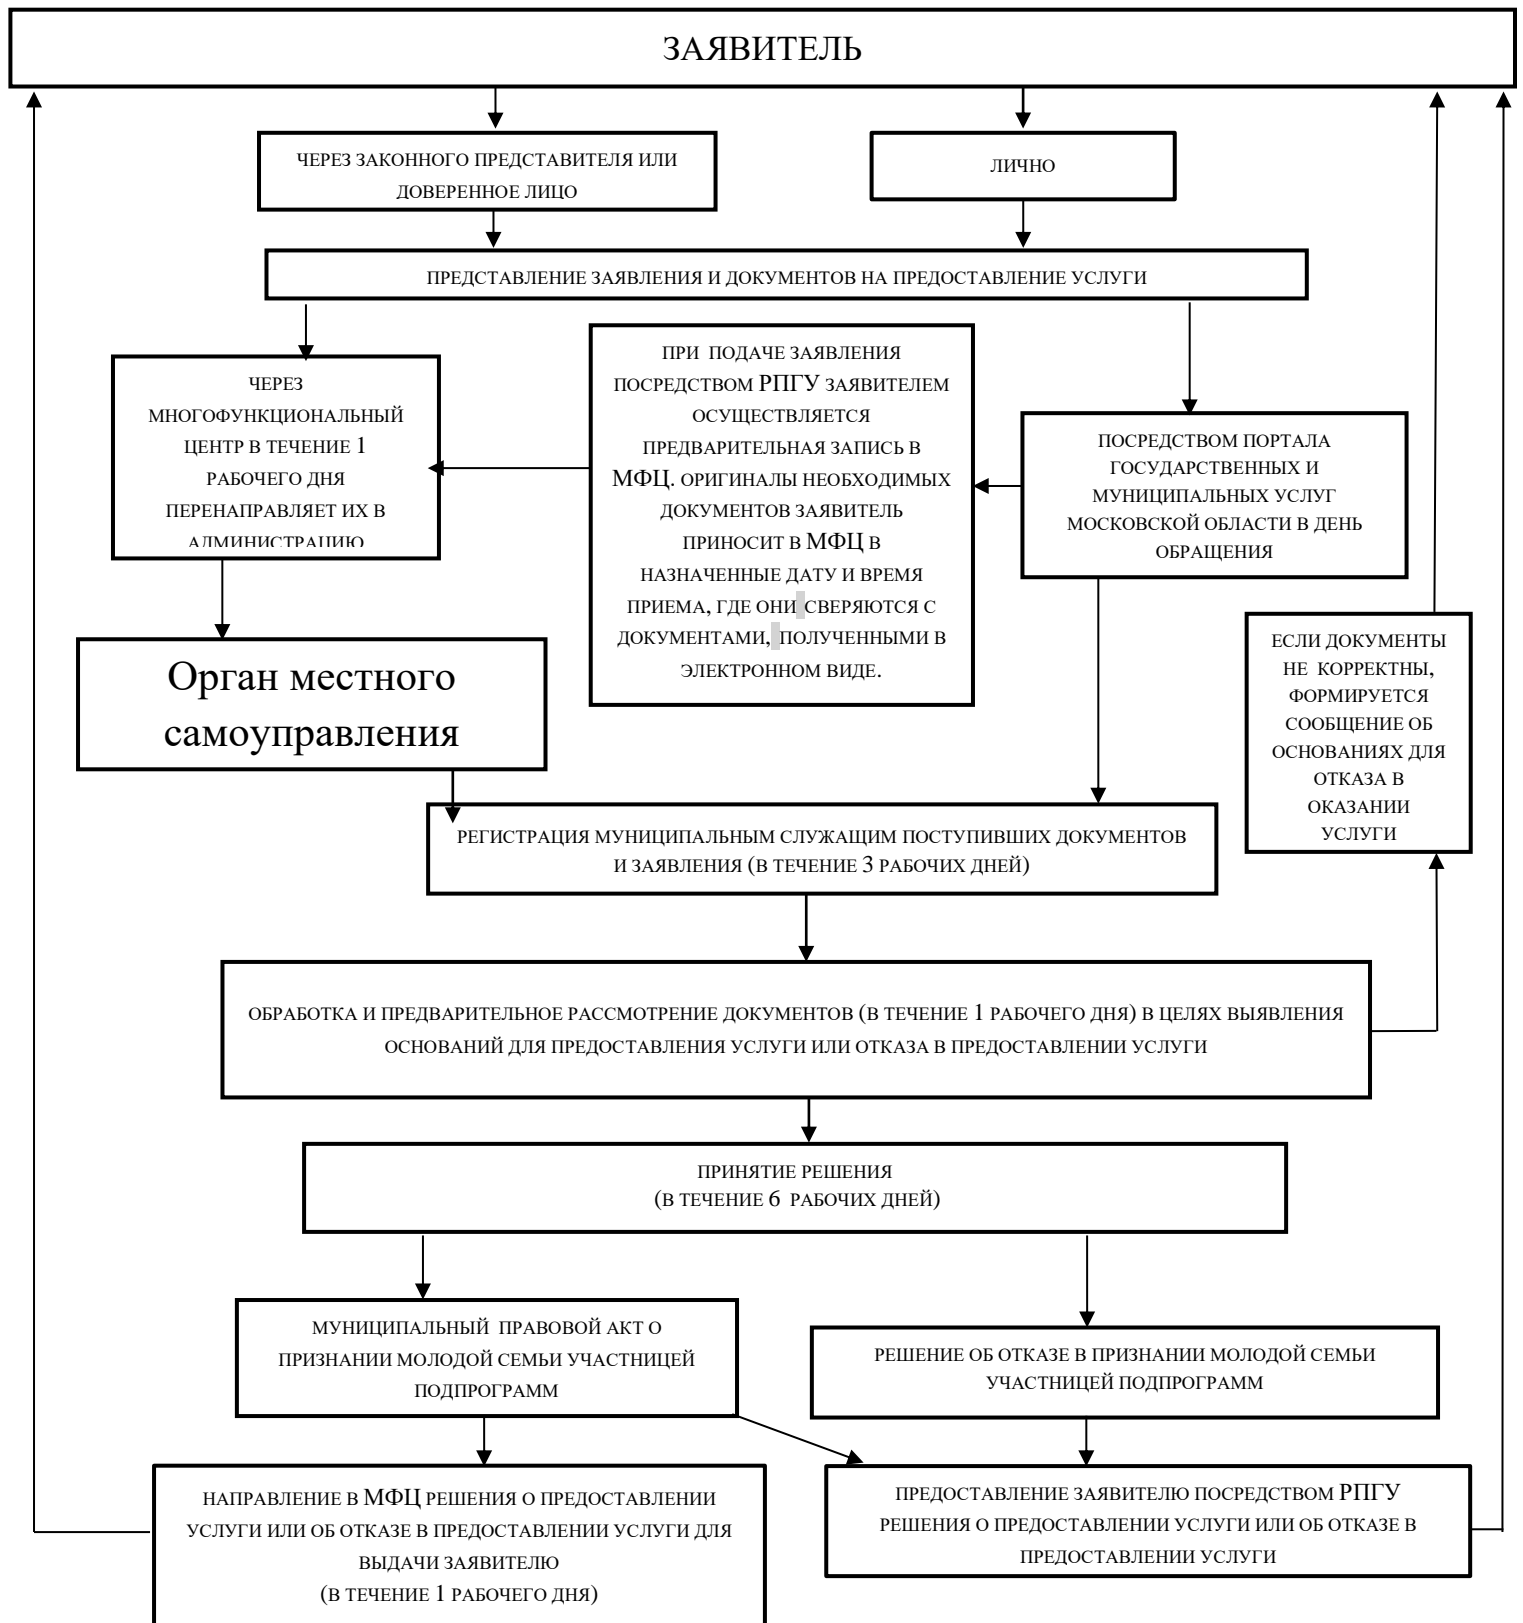 ЗАЯВИТЕЛЬ
ЧЕРЕЗ ЗАКОННОГО ПРЕДСТАВИТЕЛЯ ИЛИ
ДОВЕРЕННОЕ ЛИЦО
ЛИЧНО
ПРЕДСТАВЛЕНИЕ ЗАЯВЛЕНИЯ И ДОКУМЕНТОВ НА ПРЕДОСТАВЛЕНИЕ УСЛУГИ
ЧЕРЕЗ
МНОГОФУНКЦИОНАЛЬНЫЙ
ЦЕНТР В ТЕЧЕНИЕ 1
РАБОЧЕГО ДНЯ
ПЕРЕНАПРАВЛЯЕТ ИХ В
АДМИНИСТРАЦИЮ
ПРИ ПОДАЧЕ ЗАЯВЛЕНИЯ
ПОСРЕДСТВОМ РПГУ ЗАЯВИТЕЛЕМ
ОСУЩЕСТВЛЯЕТСЯ
ПРЕДВАРИТЕЛЬНАЯ ЗАПИСЬ В
МФЦ. ОРИГИНАЛЫ НЕОБХОДИМЫХ
ДОКУМЕНТОВ ЗАЯВИТЕЛЬ
ПРИНОСИТ В МФЦ В
НАЗНАЧЕННЫЕ ДАТУ И ВРЕМЯ
ПРИЕМА, ГДЕ ОНИ СВЕРЯЮТСЯ С
ДОКУМЕНТАМИ, ПОЛУЧЕННЫМИ В
ЭЛЕКТРОННОМ ВИДЕ.
ПОСРЕДСТВОМ ПОРТАЛА
ГОСУДАРСТВЕННЫХ И
МУНИЦИПАЛЬНЫХ УСЛУГ
МОСКОВСКОЙ ОБЛАСТИ В ДЕНЬ
ОБРАЩЕНИЯ
Орган местного
самоуправления
ЕСЛИ ДОКУМЕНТЫ
НЕ КОРРЕКТНЫ,
ФОРМИРУЕТСЯ
СООБЩЕНИЕ ОБ
ОСНОВАНИЯХ ДЛЯ
ОТКАЗА В
ОКАЗАНИИ
УСЛУГИ
РЕГИСТРАЦИЯ МУНИЦИПАЛЬНЫМ СЛУЖАЩИМ ПОСТУПИВШИХ ДОКУМЕНТОВ
И ЗАЯВЛЕНИЯ (В ТЕЧЕНИЕ 3 РАБОЧИХ ДНЕЙ)
ОБРАБОТКА И ПРЕДВАРИТЕЛЬНОЕ РАССМОТРЕНИЕ ДОКУМЕНТОВ (В ТЕЧЕНИЕ 1 РАБОЧЕГО ДНЯ) В ЦЕЛЯХ ВЫЯВЛЕНИЯ
ОСНОВАНИЙ ДЛЯ ПРЕДОСТАВЛЕНИЯ УСЛУГИ ИЛИ ОТКАЗА В ПРЕДОСТАВЛЕНИИ УСЛУГИ
ПРИНЯТИЕ РЕШЕНИЯ
(В ТЕЧЕНИЕ 6 РАБОЧИХ ДНЕЙ)
МУНИЦИПАЛЬНЫЙ ПРАВОВОЙ АКТ О
ПРИЗНАНИИ МОЛОДОЙ СЕМЬИ УЧАСТНИЦЕЙ
ПОДПРОГРАММ
РЕШЕНИЕ ОБ ОТКАЗЕ В ПРИЗНАНИИ МОЛОДОЙ СЕМЬИ
УЧАСТНИЦЕЙ ПОДПРОГРАММ
НАПРАВЛЕНИЕ В МФЦ РЕШЕНИЯ О ПРЕДОСТАВЛЕНИИ
УСЛУГИ ИЛИ ОБ ОТКАЗЕ В ПРЕДОСТАВЛЕНИИ УСЛУГИ ДЛЯ
ВЫДАЧИ ЗАЯВИТЕЛЮ
(В ТЕЧЕНИЕ 1 РАБОЧЕГО ДНЯ)
ПРЕДОСТАВЛЕНИЕ ЗАЯВИТЕЛЮ ПОСРЕДСТВОМ РПГУ
РЕШЕНИЯ О ПРЕДОСТАВЛЕНИИ УСЛУГИ ИЛИ ОБ ОТКАЗЕ В
ПРЕДОСТАВЛЕНИИ УСЛУГИ